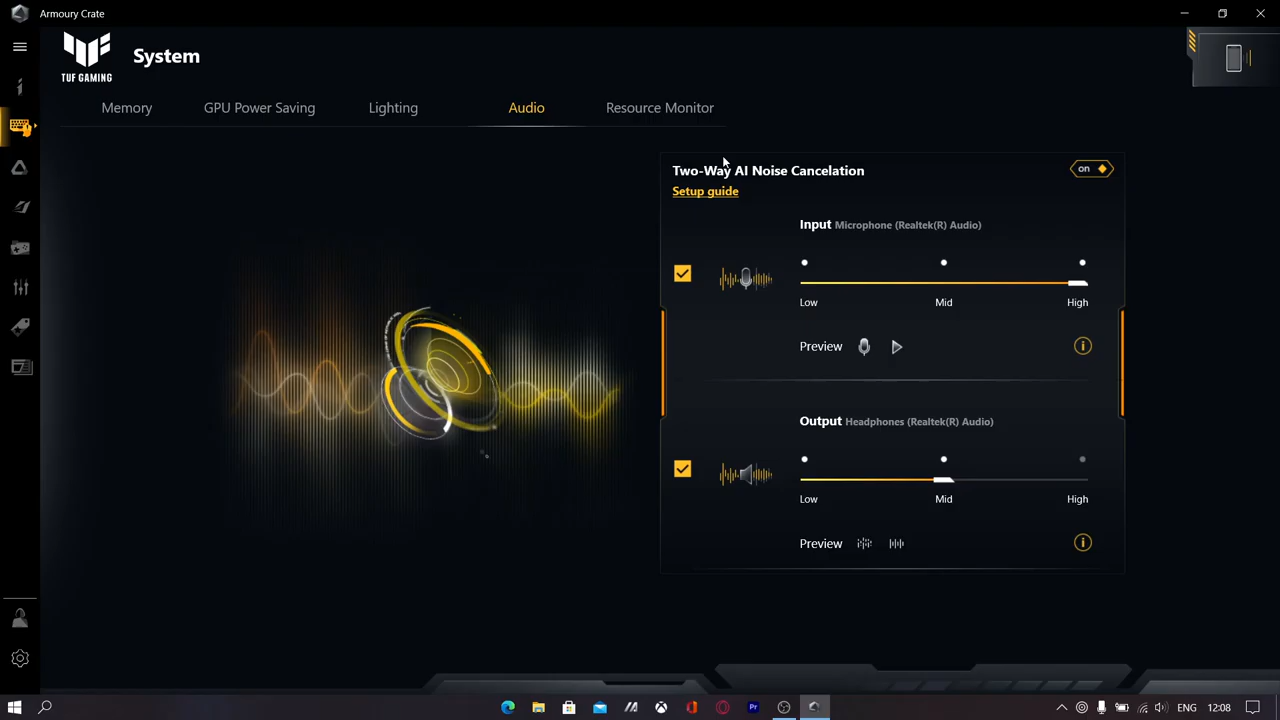 Armoury Crate
TUF GAMING
System
Memory
GPU Power Saving
Lighting
Audio
Resource Monitor
Two-Way AI Noise Cancelation
on
Setup guide
Input Microphone (Realtek(R) Audio)
Low
Mid
High
Preview
Output Headphones (Realtek(R) Audio)
Low
Mid
High
Preview
Pr
ENG
12:08